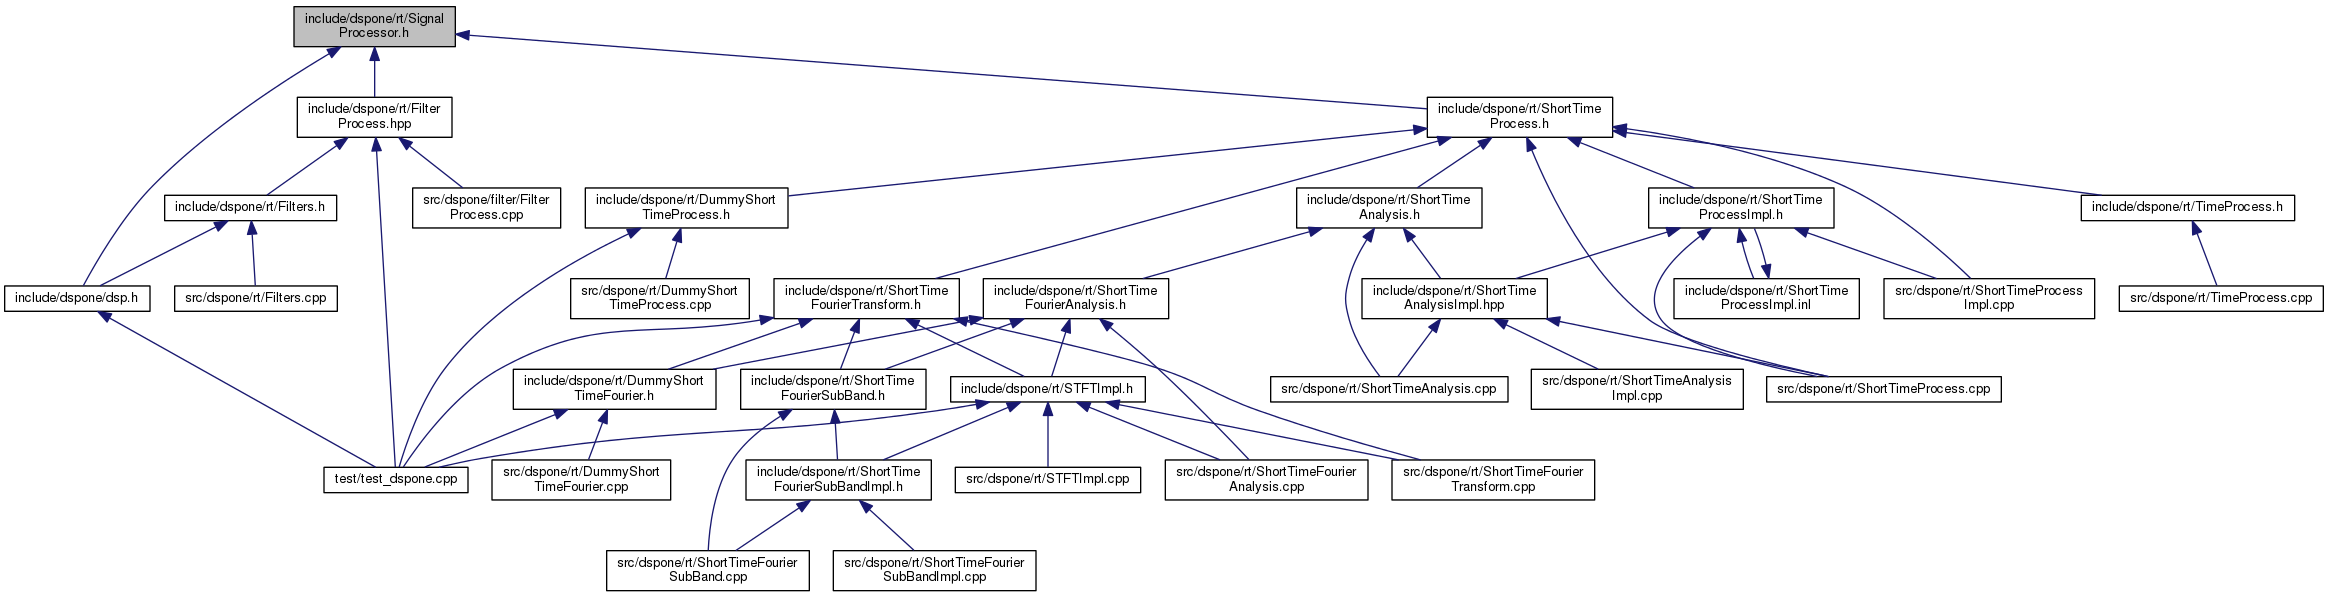 include/dspone/rt/Signal
Processor.h
include/dspone/rt/Filter
Process.hpp
include/dspone/rt/ShortTime
Process.h
include/dspone/rt/Filters.h
src/dspone/filter/Filter
Process.cpp
include/dspone/rt/DummyShort
TimeProcess.h
include/dspone/rt/ShortTime
Analysis.h
include/dspone/rt/ShortTime
ProcessImpl.h
include/dspone/rt/TimeProcess.h
include/dspone/dsp.h
src/dspone/rt/Filters.cpp
src/dspone/rt/DummyShort
TimeProcess.cpp
include/dspone/rt/ShortTime
FourierTransform.h
include/dspone/rt/ShortTime
FourierAnalysis.h
include/dspone/rt/ShortTime
AnalysisImpl.hpp
include/dspone/rt/ShortTime
ProcessImpl.inl
src/dspone/rt/ShortTimeProcess
Impl.cpp
src/dspone/rt/TimeProcess.cpp
include/dspone/rt/DummyShort
TimeFourier.h
include/dspone/rt/ShortTime
FourierSubBand.h
include/dspone/rt/STFTImpl.h
src/dspone/rt/ShortTimeAnalysis.cpp
src/dspone/rt/ShortTimeAnalysis
Impl.cpp
src/dspone/rt/ShortTimeProcess.cpp
test/test_dspone.cpp
src/dspone/rt/DummyShort
TimeFourier.cpp
include/dspone/rt/ShortTime
FourierSubBandImpl.h
src/dspone/rt/STFTImpl.cpp
src/dspone/rt/ShortTimeFourier
Analysis.cpp
src/dspone/rt/ShortTimeFourier
Transform.cpp
src/dspone/rt/ShortTimeFourier
SubBand.cpp
src/dspone/rt/ShortTimeFourier
SubBandImpl.cpp